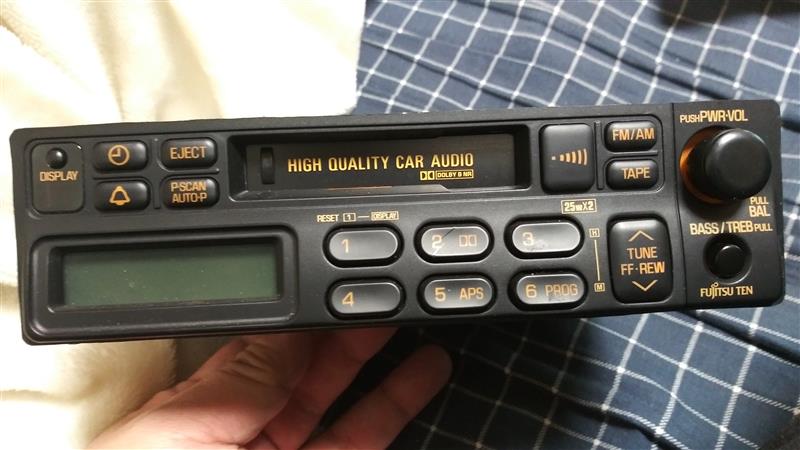 DISPLAY
EJECT
P·SCAN
AUTO-P
HIGH QUALITY CAR AUDIO
DOLBY B NR
FM/AM
TAPE
PUSH PWR·VOL
PULL
BAL
BASS/TREB PULL
FUJITSU TEN
RESET 1 — DISPLAY
25W X2
1
2
3
H
M
4
5 APS
6 PROG
TUNE
FF·REW